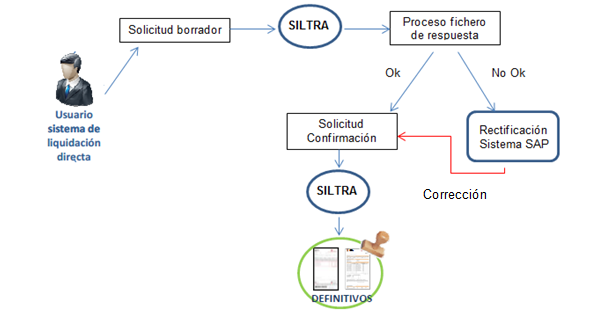 Solicitud borrador
SILTRA
Proceso fichero
de respuesta
Ok
No Ok
Usuario
sistema de
liquidación
directa
Solicitud
Confirmación
Rectificación
Sistema SAP
SILTRA
Corrección
DEFINITIVOS